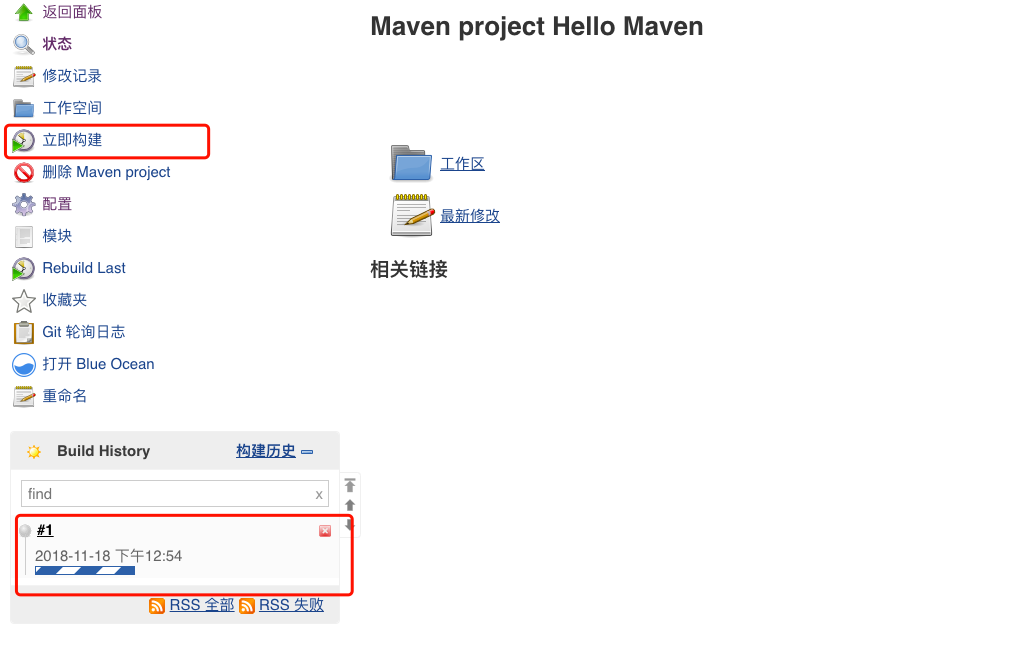 返回面板
状态
修改记录
工作空间
立即构建
删除 Maven project
配置
模块
Rebuild Last
收藏夹
Git 轮询日志
打开 Blue Ocean
重命名
Build History 构建历史
find x
#1
2018-11-18 下午12:54
RSS 全部 RSS 失败
Maven project Hello Maven
工作区
最新修改
相关链接